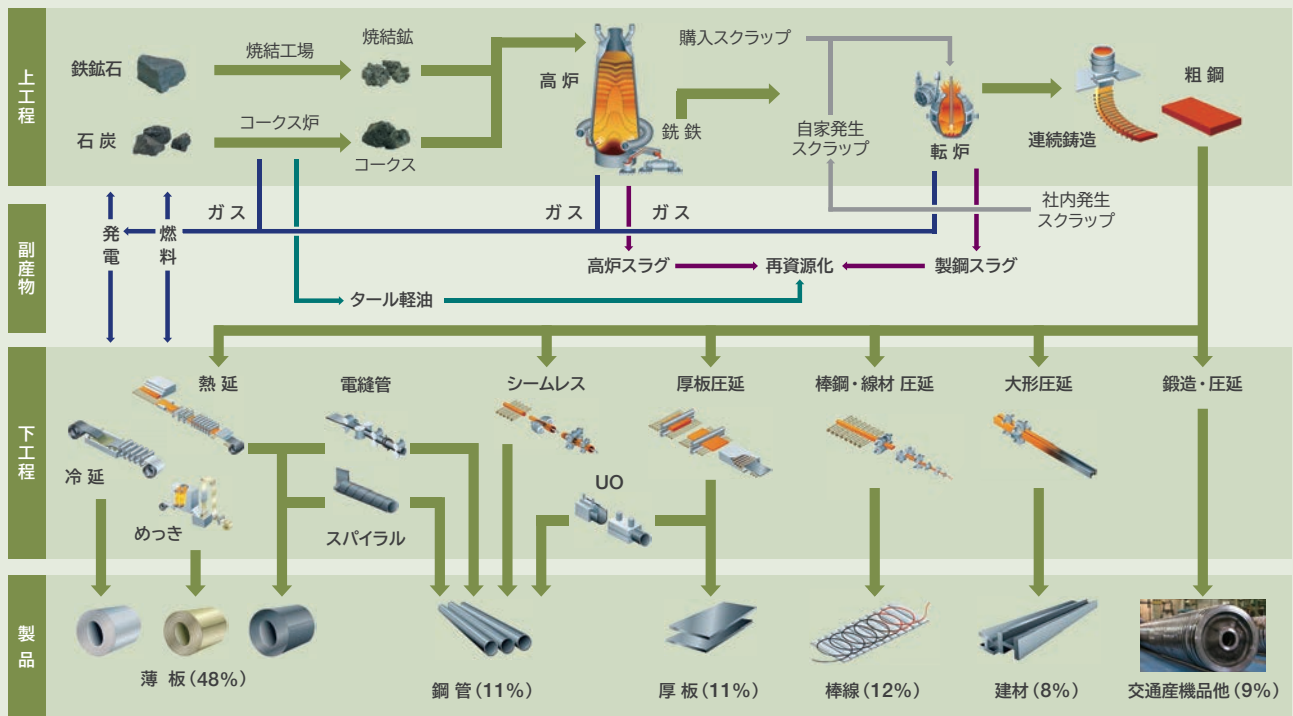 上工程
鉄鉱石
焼結工場
焼結鉱
石炭
コークス炉
コークス
高炉
銑鉄
購入スクラップ
自家発生
スクラップ
転炉
連続鋳造
粗鋼
副産物
発電
燃料
ガス
ガス
ガス
社内発生
スクラップ
高炉スラグ
再資源化
製鋼スラグ
タール軽油
下工程
熱延
電縫管
シームレス
厚板圧延
棒鋼・線材 圧延
大形圧延
鍛造・圧延
冷延
めっき
スパイラル
UO
製品
薄板(48%)
鋼管(11%)
厚板(11%)
棒線(12%)
建材(8%)
交通産機品他(9%)